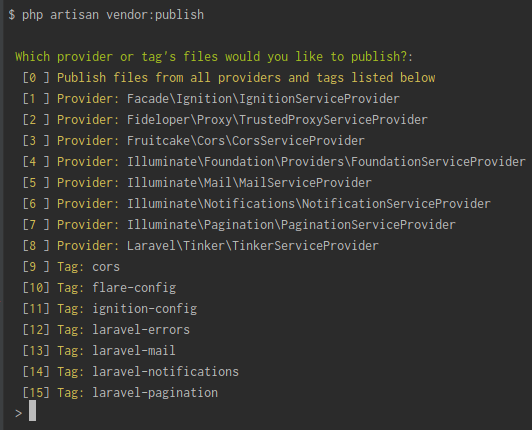 $ php artisan vendor:publish
Which provider or tag's files would you like to publish?:
[0 ] Publish files from all providers and tags listed below
[1 ] Provider: Facade\Ignition\IgnitionServiceProvider
[2 ] Provider: Fideloper\Proxy\TrustedProxyServiceProvider
[3 ] Provider: Fruitcake\Cors\CorsServiceProvider
[4 ] Provider: Illuminate\Foundation\Providers\FoundationServiceProvider
[5 ] Provider: Illuminate\Mail\MailServiceProvider
[6 ] Provider: Illuminate\Notifications\NotificationServiceProvider
[7 ] Provider: Illuminate\Pagination\PaginationServiceProvider
[8 ] Provider: Laravel\Tinker\TinkerServiceProvider
[9 ] Tag: cors
[10] Tag: flare-config
[11] Tag: ignition-config
[12] Tag: laravel-errors
[13] Tag: laravel-mail
[14] Tag: laravel-notifications
[15] Tag: laravel-pagination
>